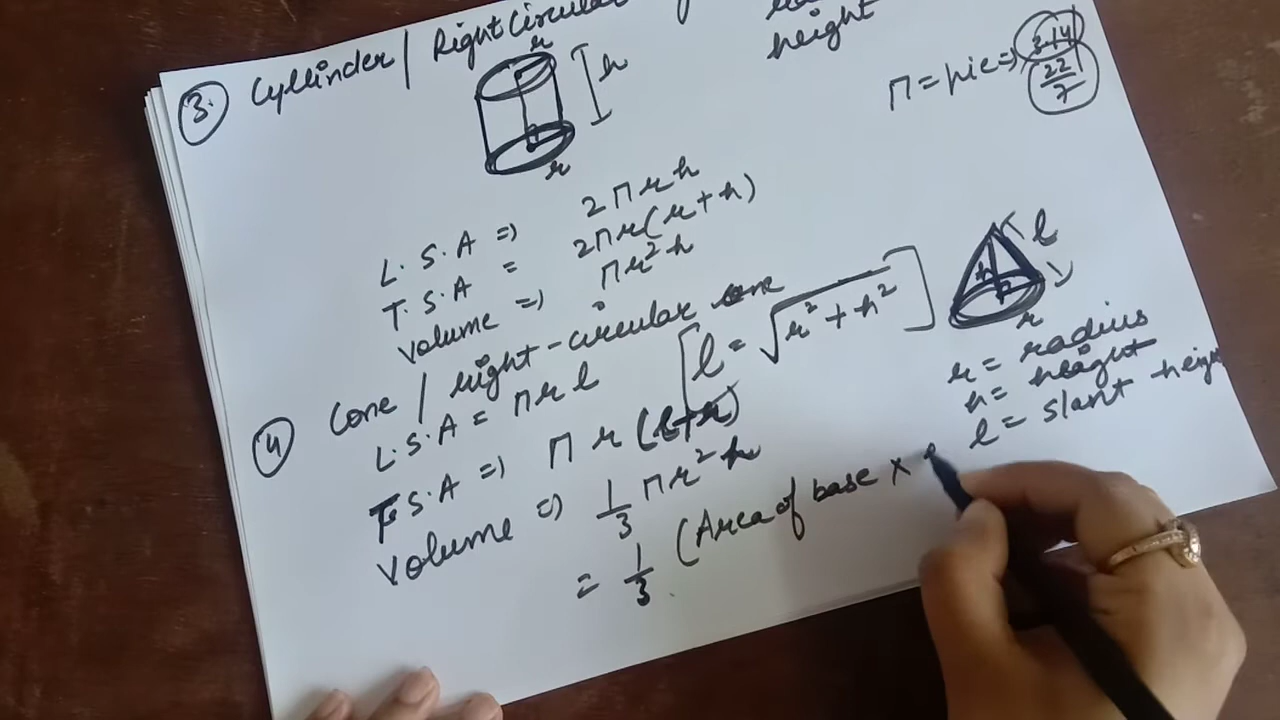 ③. Cyllinder / Right Circular
height
r
h
r
π = pie => 3.14
22/7
L.S.A => 2πrh
T.S.A = 2πr(r+h)
Volume => πr²h
④ Cone / right-circular cone
L.S.A = πrl
[l = √r²+h²]
l
h
r
r = radius
h = height
l = slant height
T.S.A => πr(l+r)
Volume => 1/3 πr²h
= 1/3 (Area of base x